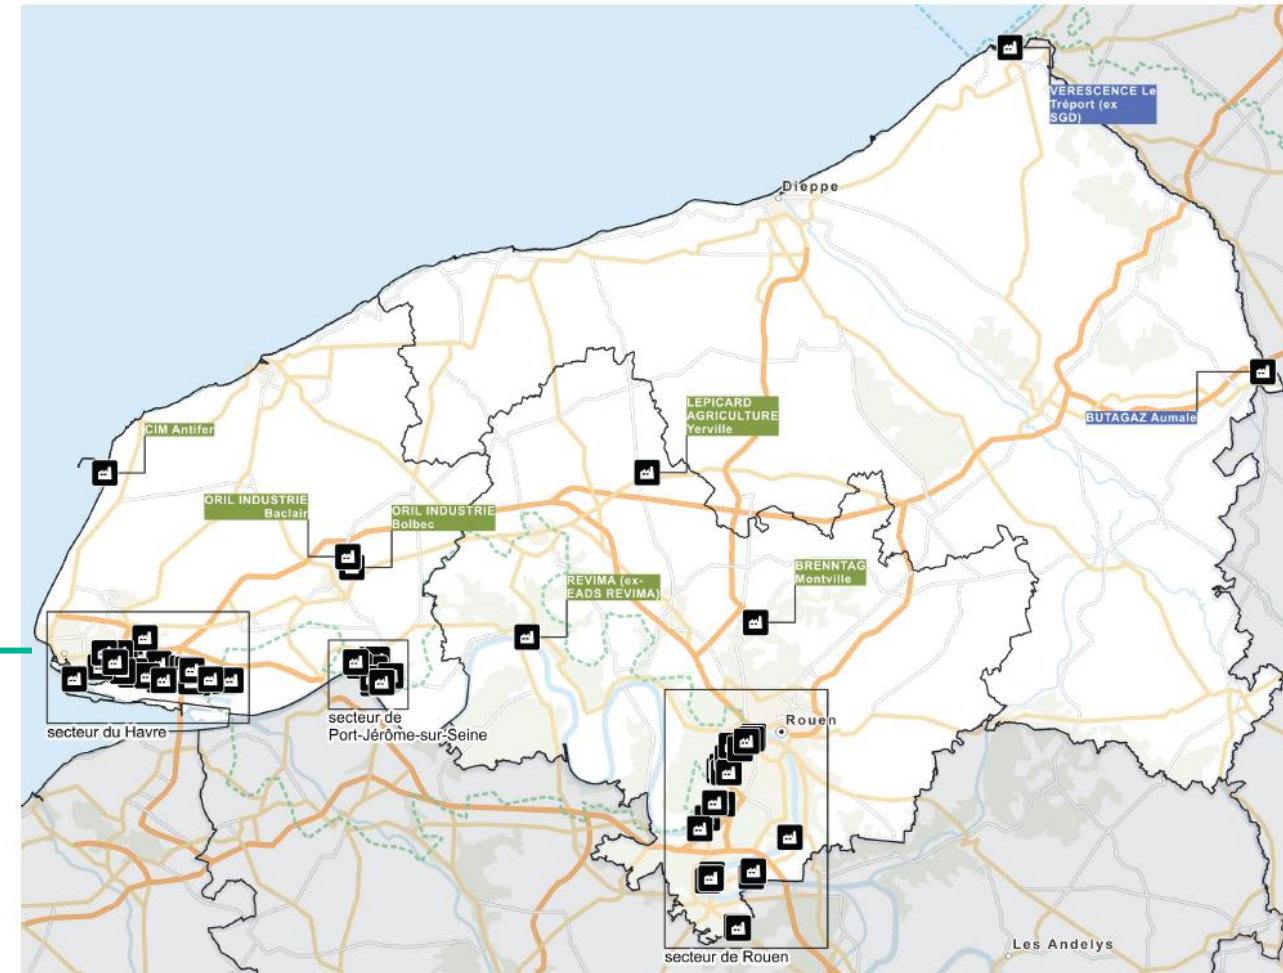 VERESCENCE Le
Tréport (ex
SGD)
Dieppe
BUTAGAZ Aumale
LEPICARD
AGRICULTURE
Yerville
CIM Antifer
ORIL INDUSTRIE
Baclair
ORIL INDUSTRIE
Bolbec
REVIMA (ex-
EADS REVIMA)
BRENNTAG
Montville
secteur du Havre
secteur de
Port-Jérôme-sur-Seine
Rouen
secteur de Rouen
Les Andelys